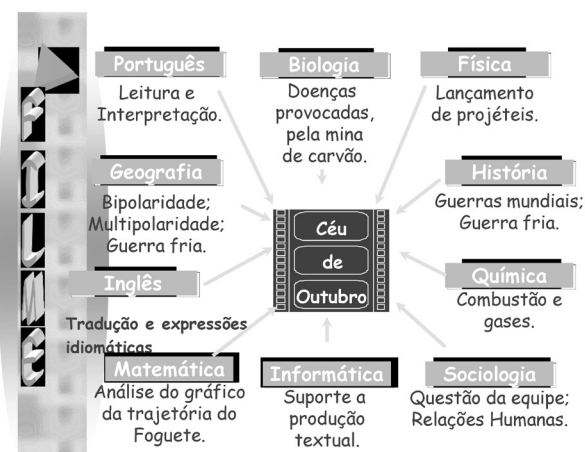 FILME
Português
Leitura e
Interpretação.
Biologia
Doenças
provocadas,
pela mina
de carvão.
Física
Lançamento
de projéteis.
Geografia
Bipolaridade;
Multipolaridade;
Guerra fria.
História
Guerras mundiais;
Guerra fria.
Céu
de
Outubro
Inglês
Tradução e expressões
idiomáticas
Química
Combustão e
gases.
Matemática
Análise do gráfico
da trajetória do
Foguete.
Informática
Suporte a
produção
textual.
Sociologia
Questão da equipe;
Relações Humanas.